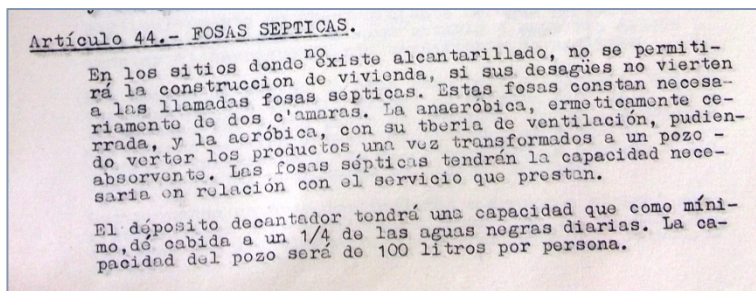 Artículo 44.- FOSAS SEPTICAS.
En los sitios donde no existe alcantarillado, no se permiti-
rá la construccion de vivienda, si sus desagües no vierten
a las llamadas fosas septicas. Estas fosas constan necesa-
riamente de dos c'amaras. La anaeróbica, ermeticamente ce-
rrada, y la aeróbica, con su tberia de ventilación, pudien-
do verter los productos una vez transformados a un pozo -
absorvente. Las fosas sépticas tendrán la capacidad nece-
saria en relación con el servicio que prestan.
El déposito decantador tendrá una capacidad que como míni-
mo, dé cabida a un 1/4 de las aguas negras diarias. La ca-
pacidad del pozo será de 100 litros por persona.